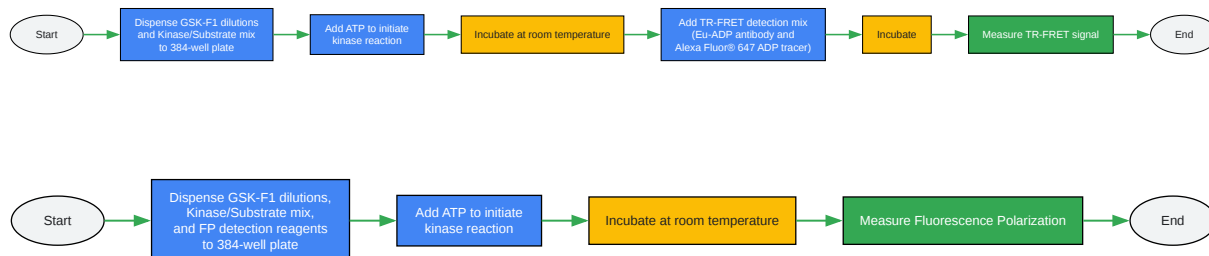 Start
Dispense GSK-F1 dilutions
and Kinase/Substrate mix
to 384-well plate
Add ATP to initiate
kinase reaction
Incubate at room temperature
Add TR-FRET detection mix
(Eu-ADP antibody and
Alexa Fluor® 647 ADP tracer)
Incubate
Measure TR-FRET signal
End
Start
Dispense GSK-F1 dilutions,
Kinase/Substrate mix,
and FP detection reagents
to 384-well plate
Add ATP to initiate
kinase reaction
Incubate at room temperature
Measure Fluorescence Polarization
End